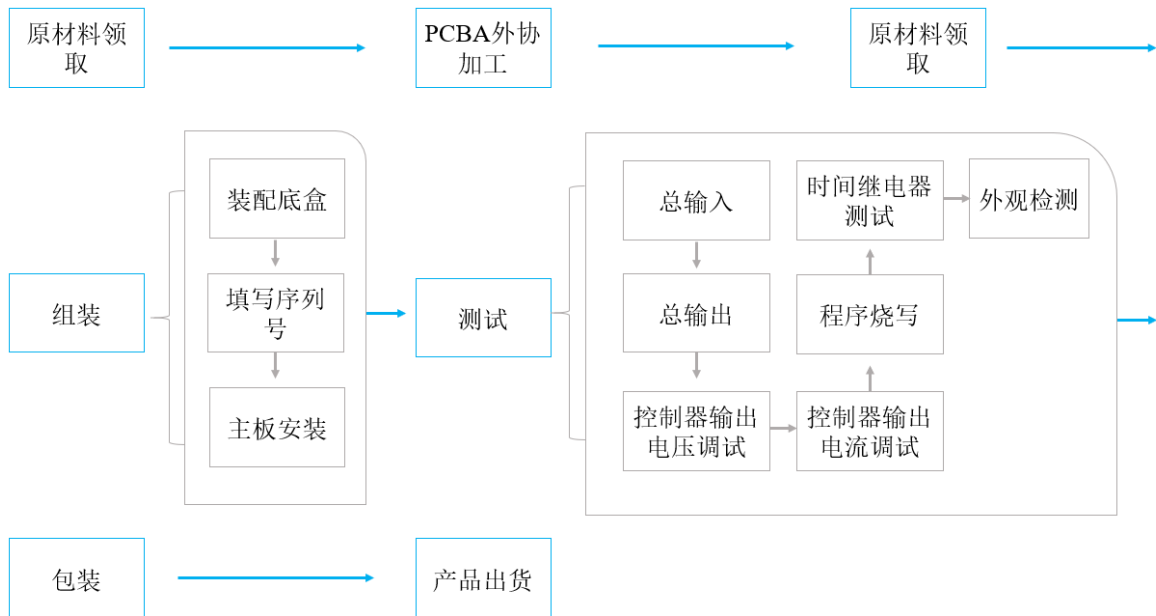 原材料领
取
PCBA外协
加工
原材料领
取
组装
装配底盒
填写序列
号
主板安装
测试
总输入
总输出
控制器输出
电压调试
控制器输出
电流调试
程序烧写
时间继电器
测试
外观检测
包装
产品出货